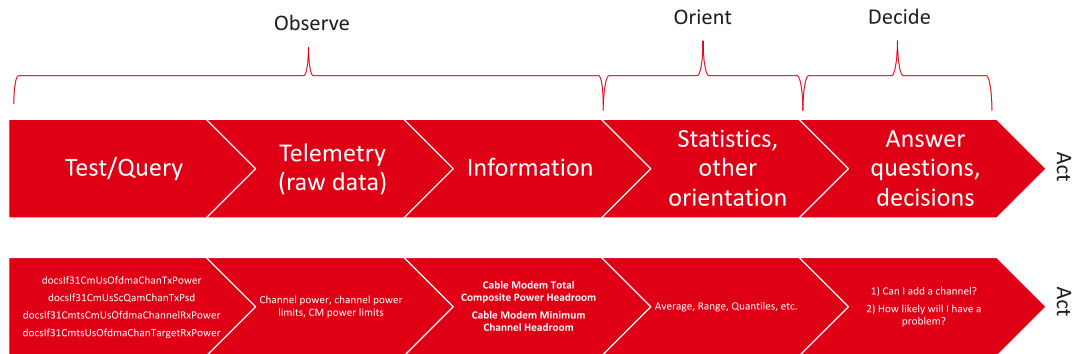 Observe
Orient
Decide
Test/Query
Telemetry
(raw data)
Information
Statistics,
other
orientation
Answer
questions,
decisions
Act
docsIf31CmUsOfdmaChanTxPower
docsIf31CmUsScQamChanTxPsd
docsIf31CmtsCmUsOfdmaChannelRxPower
docsIf31CmtsUsOfdmaChanTargetRxPower
Channel power, channel power
limits, CM power limits
Cable Modem Total
Composite Power Headroom
Cable Modem Minimum
Channel Headroom
Average, Range, Quantiles, etc.
1) Can I add a channel?
2) How likely will I have a
problem?
Act